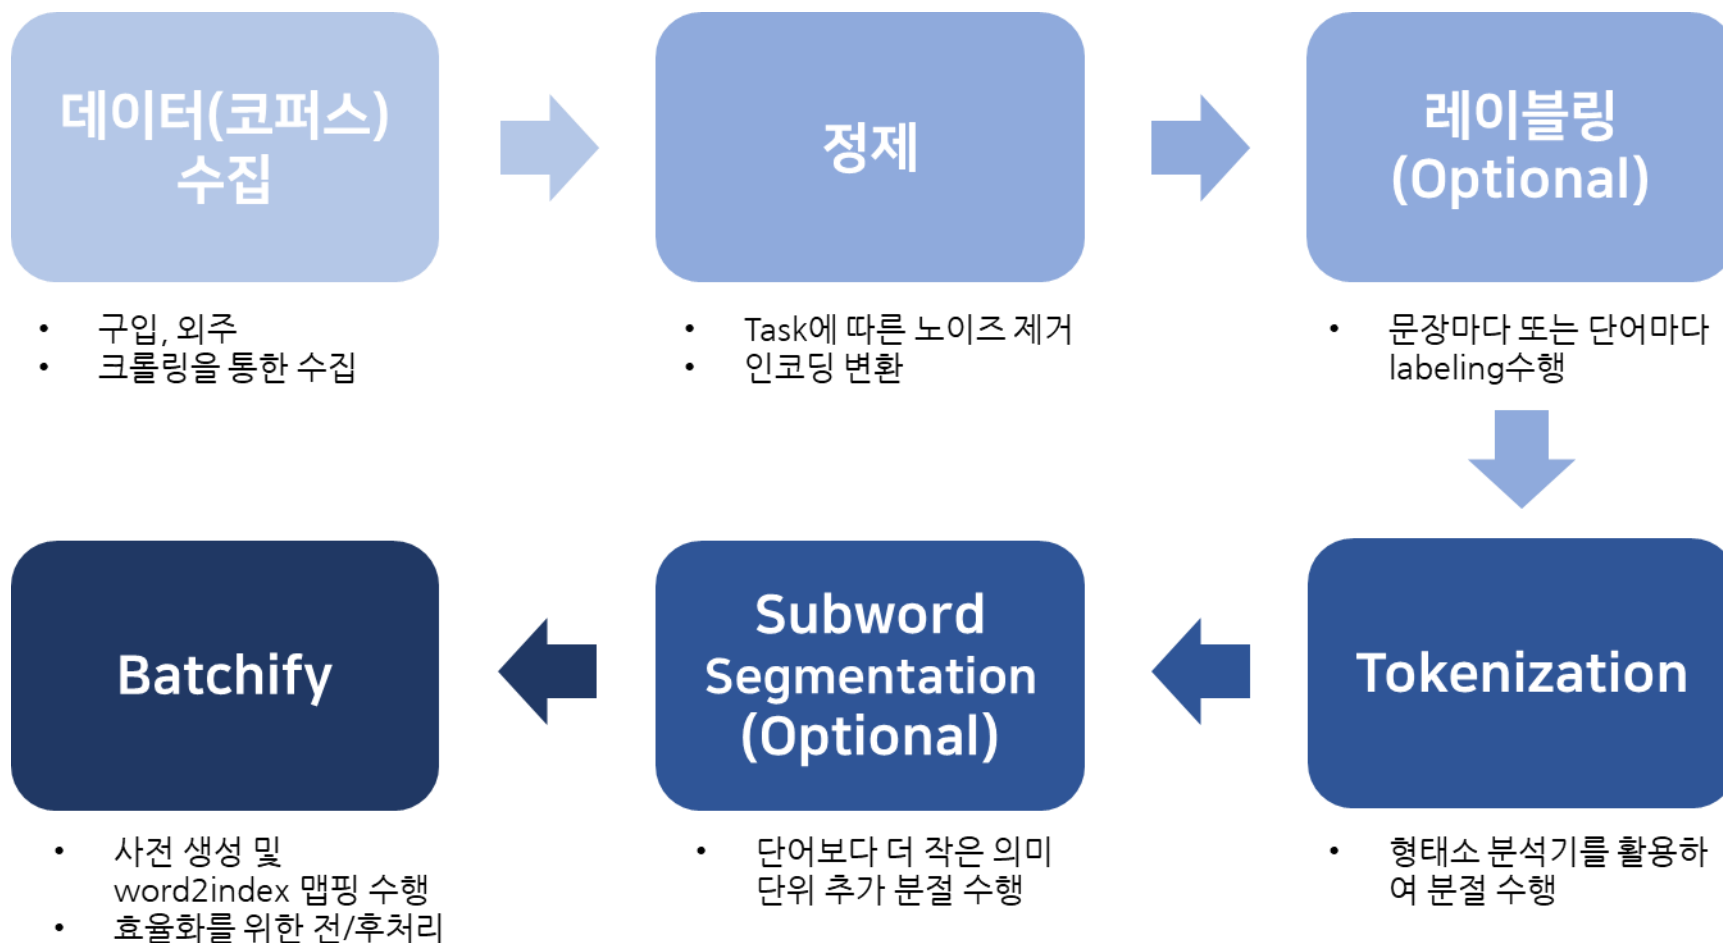 데이터(코퍼스)
수집
• 구입, 외주
• 크롤링을 통한 수집
정제
• Task에 따른 노이즈 제거
• 인코딩 변환
레이블링
(Optional)
• 문장마다 또는 단어마다
labeling수행
Tokenization
• 형태소 분석기를 활용하
여 분절 수행
Subword
Segmentation
(Optional)
• 단어보다 더 작은 의미
단위 추가 분절 수행
Batchify
• 사전 생성 및
word2index 맵핑 수행
• 효율화를 위한 전/후처리